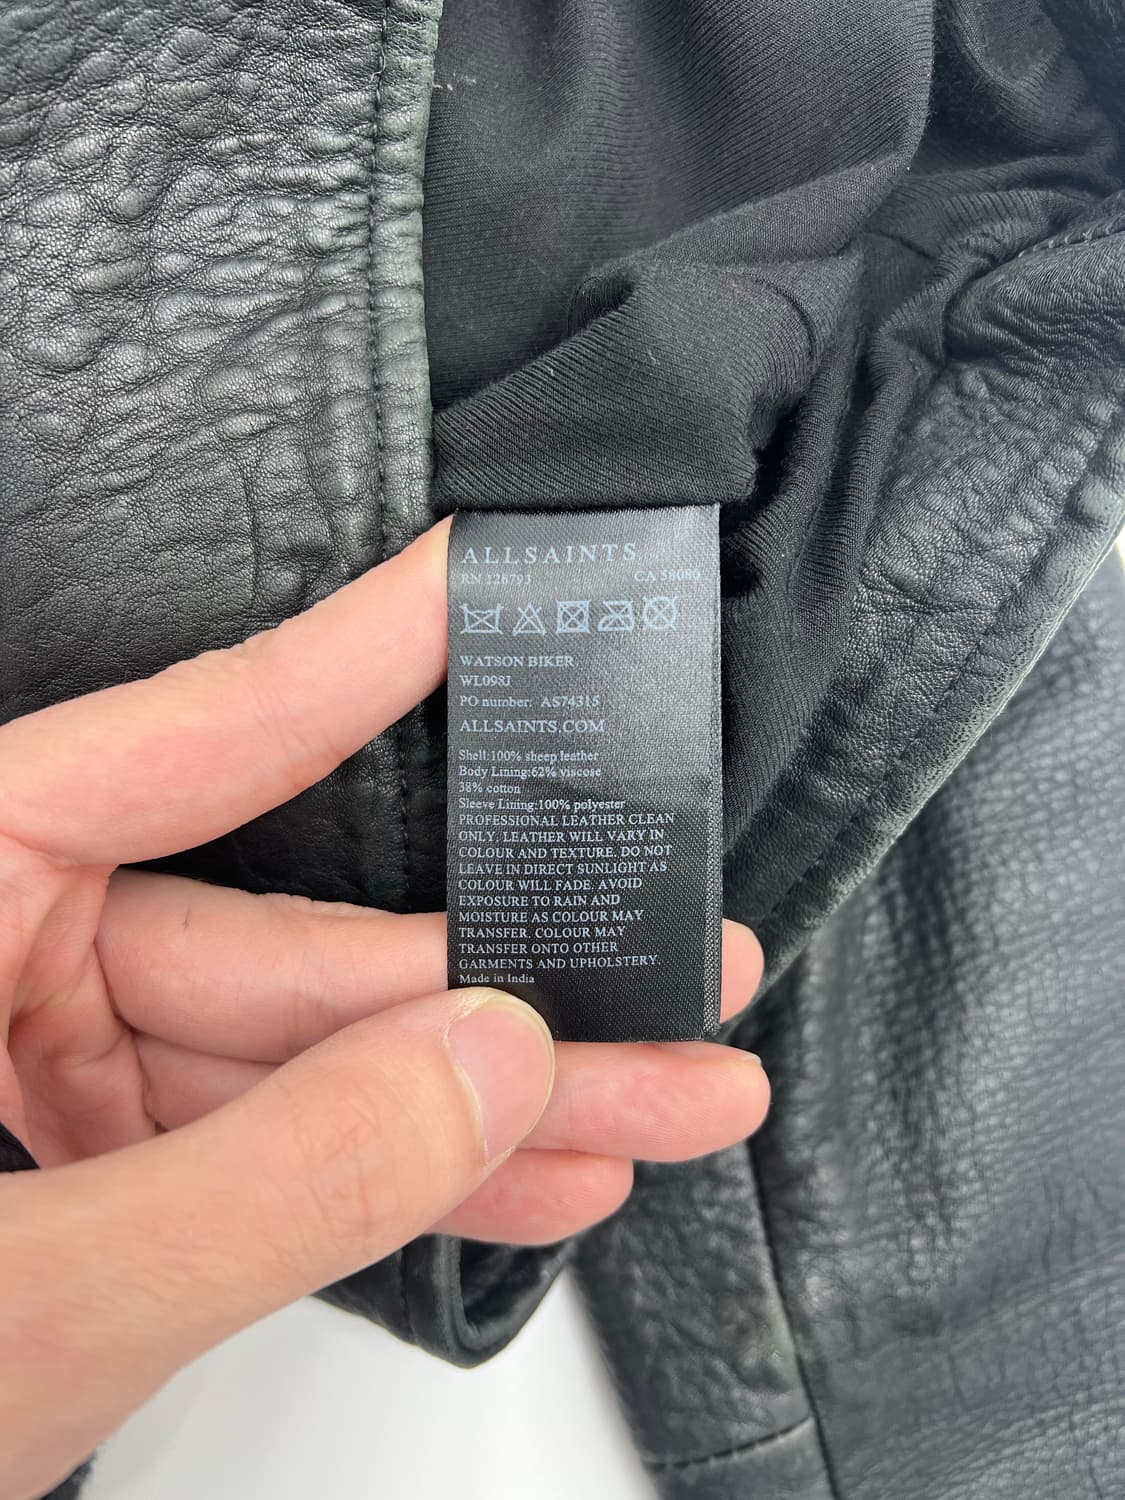 ALLSAINTS
RN 128793 CA 58080
WATSON BIKER
WL098J
PO number: AS74315
ALLSAINTS.COM
Shell:100% sheep leather
Body Lining:62% viscose
38% cotton
Sleeve Lining:100% polyester
PROFESSIONAL LEATHER CLEAN
ONLY. LEATHER WILL VARY IN
COLOUR AND TEXTURE. DO NOT
LEAVE IN DIRECT SUNLIGHT AS
COLOUR WILL FADE. AVOID
EXPOSURE TO RAIN AND
MOISTURE AS COLOUR MAY
TRANSFER. COLOUR MAY
TRANSFER ONTO OTHER
GARMENTS AND UPHOLSTERY.
Made in India